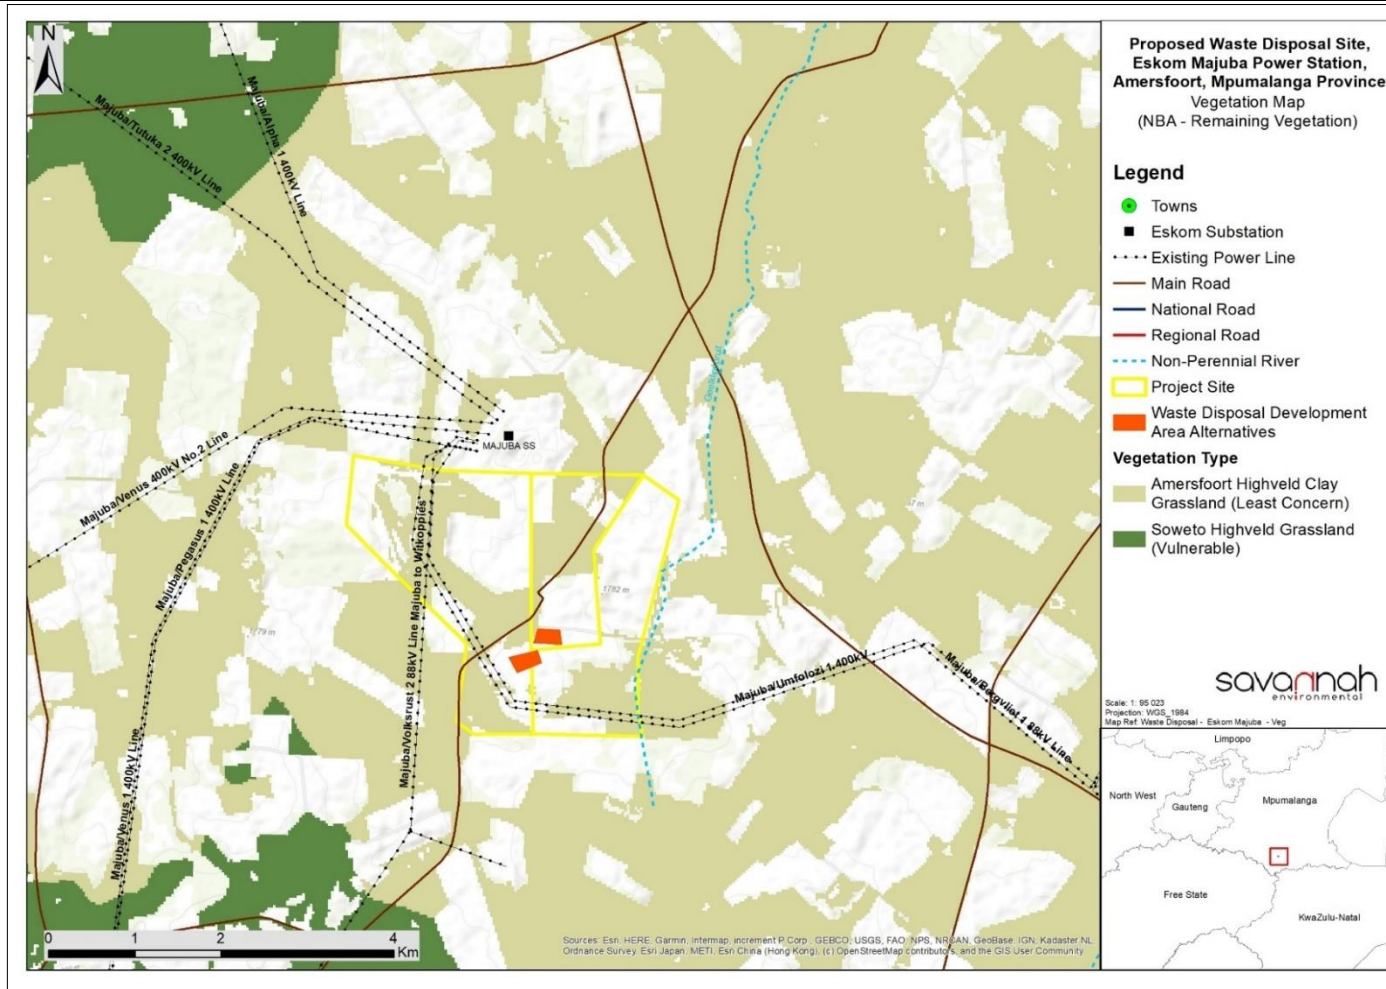 N
Majuba/Alpha 1 400kV Line
Majuba/Tutuka 2 400kV Line
Majuba/Venus 400kV No.2 Line
Majuba/Pegasus 1 400kV Line
Majuba/Venus 1 400kV Line
Majuba/Volksrust 2 88kV Line
Majuba to Witkoppies
MAJUBA SS
1782 m
Majuba/Umfolozi 1 400kV
Majuba/Bergvliet 1 88kV Line
0 1 2 4
Km
Sources: Esri, HERE, Garmin, Intermap, increment P Corp., GEBCO, USGS, FAO, NPS, NRCAN, GeoBase, IGN, Kadaster NL,
Ordnance Survey, Esri Japan, METI, Esri China (Hong Kong), (c) OpenStreetMap contributors, and the GIS User Community
Proposed Waste Disposal Site,
Eskom Majuba Power Station,
Amersfoort, Mpumalanga Province
Vegetation Map
(NBA - Remaining Vegetation)
Legend
Towns
Eskom Substation
Existing Power Line
Main Road
National Road
Regional Road
Non-Perennial River
Project Site
Waste Disposal Development
Area Alternatives
Vegetation Type
Amersfoort Highveld Clay
Grassland (Least Concern)
Soweto Highveld Grassland
(Vulnerable)
savannah
environmental
Scale: 1: 95 023
Projection: WGS_1984
Map Ref: Waste Disposal - Eskom Majuba - Veg
Limpopo
North West
Gauteng
Mpumalanga
Free State
KwaZulu-Natal